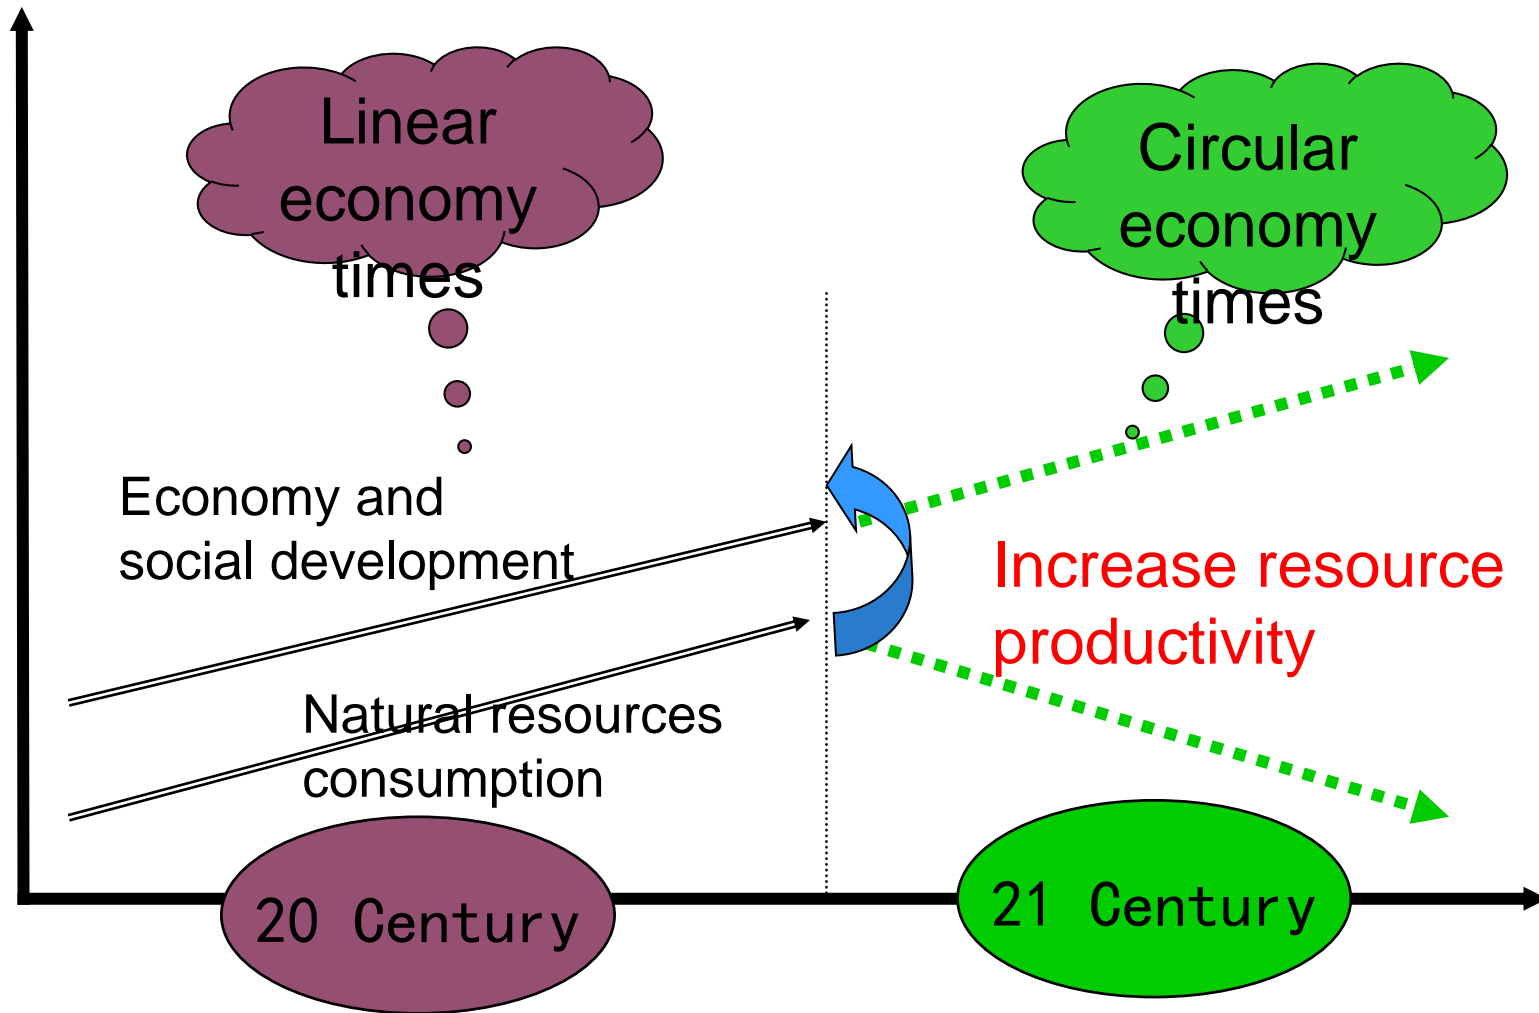 Linear
economy
times
Circular
economy
times
Economy and
social development
Increase resource
productivity
Natural resources
consumption
20 Century
21 Century